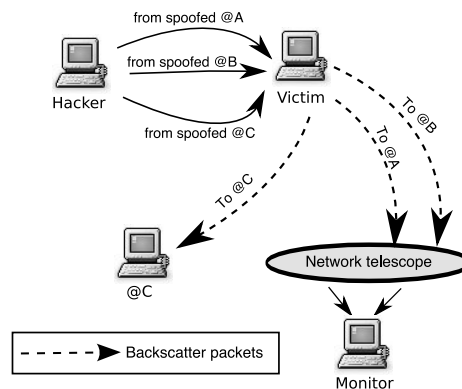 from spoofed @A
from spoofed @B
Hacker
Victim
from spoofed @C
To @B
To @A
To @C
Network telescope
@C
Backscatter packets
Monitor